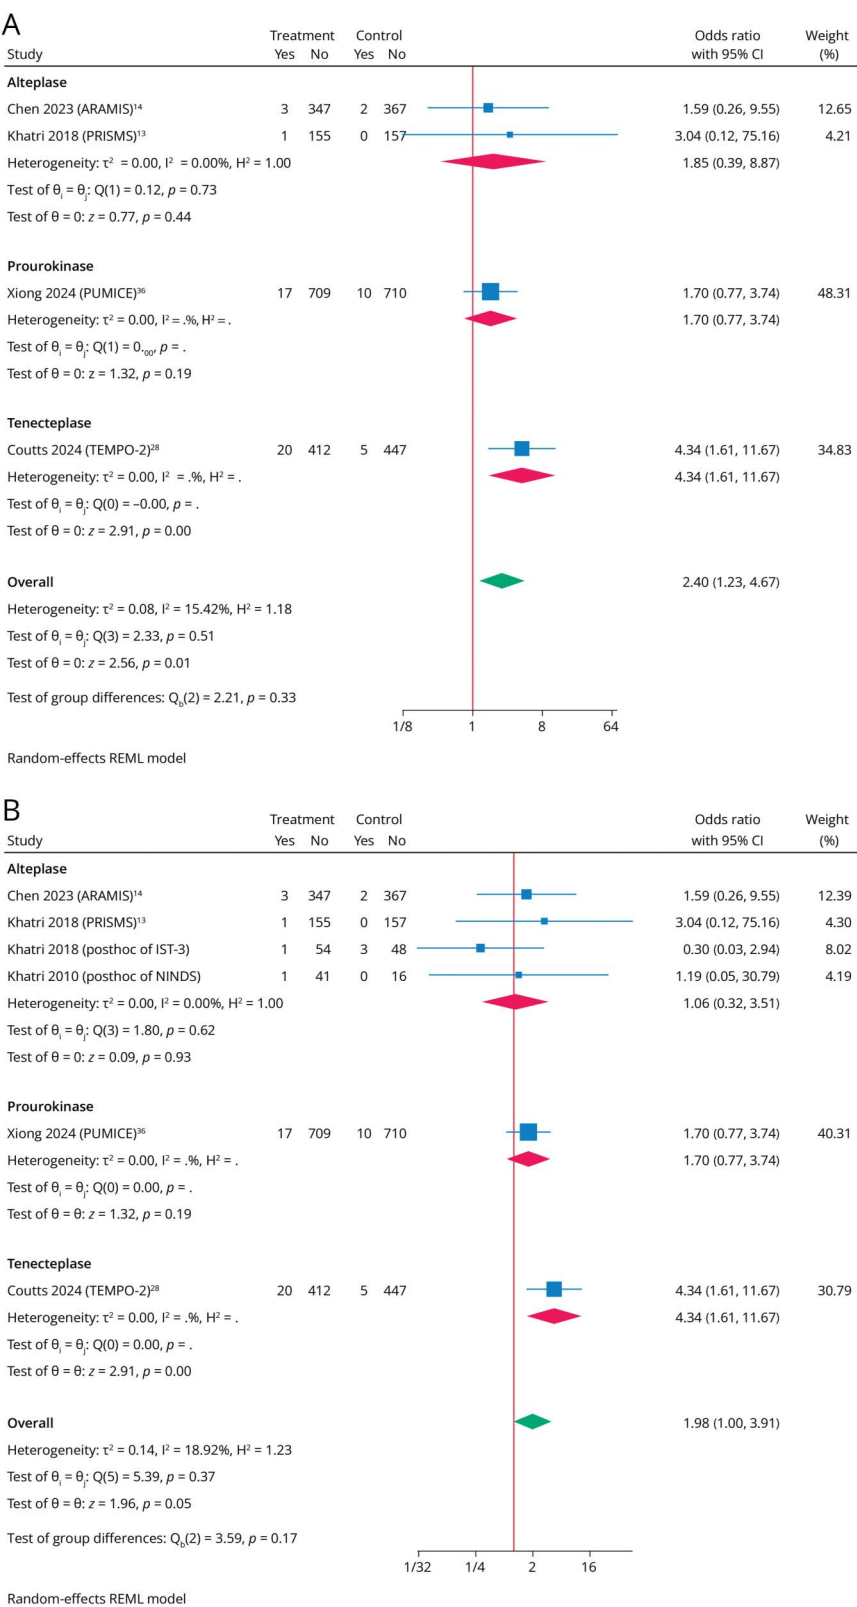 A
Treatment Control Odds ratio Weight
Study Yes No Yes No with 95% CI (%)
Alteplase
Chen 2023 (ARAMIS)¹⁴ 3 347 2 367 1.59 (0.26, 9.55) 12.65
Khatri 2018 (PRISMS)¹³ 1 155 0 157 3.04 (0.12, 75.16) 4.21
Heterogeneity: τ² = 0.00, I² = 0.00%, H² = 1.00 1.85 (0.39, 8.87)
Test of θᵢ = θⱼ: Q(1) = 0.12, p = 0.73
Test of θ = 0: z = 0.77, p = 0.44
Prourokinase
Xiong 2024 (PUMICE)³⁶ 17 709 10 710 1.70 (0.77, 3.74) 48.31
Heterogeneity: τ² = 0.00, I² = .%, H² = . 1.70 (0.77, 3.74)
Test of θᵢ = θⱼ: Q(1) = 0.₀₀, p = .
Test of θ = 0: z = 1.32, p = 0.19
Tenecteplase
Coutts 2024 (TEMPO-2)²⁸ 20 412 5 447 4.34 (1.61, 11.67) 34.83
Heterogeneity: τ² = 0.00, I² = .%, H² = . 4.34 (1.61, 11.67)
Test of θᵢ = θⱼ: Q(0) = –0.00, p = .
Test of θ = 0: z = 2.91, p = 0.00
Overall 2.40 (1.23, 4.67)
Heterogeneity: τ² = 0.08, I² = 15.42%, H² = 1.18
Test of θᵢ = θⱼ: Q(3) = 2.33, p = 0.51
Test of θ = 0: z = 2.56, p = 0.01
Test of group differences: Q_b(2) = 2.21, p = 0.33
1/8 1 8 64
Random-effects REML model
B
Treatment Control Odds ratio Weight
Study Yes No Yes No with 95% CI (%)
Alteplase
Chen 2023 (ARAMIS)¹⁴ 3 347 2 367 1.59 (0.26, 9.55) 12.39
Khatri 2018 (PRISMS)¹³ 1 155 0 157 3.04 (0.12, 75.16) 4.30
Khatri 2018 (posthoc of IST-3) 1 54 3 48 0.30 (0.03, 2.94) 8.02
Khatri 2010 (posthoc of NINDS) 1 41 0 16 1.19 (0.05, 30.79) 4.19
Heterogeneity: τ² = 0.00, I² = 0.00%, H² = 1.00 1.06 (0.32, 3.51)
Test of θᵢ = θⱼ: Q(3) = 1.80, p = 0.62
Test of θ = 0: z = 0.09, p = 0.93
Prourokinase
Xiong 2024 (PUMICE)³⁶ 17 709 10 710 1.70 (0.77, 3.74) 40.31
Heterogeneity: τ² = 0.00, I² = .%, H² = . 1.70 (0.77, 3.74)
Test of θᵢ = θⱼ: Q(0) = 0.00, p = .
Test of θ = θ: z = 1.32, p = 0.19
Tenecteplase
Coutts 2024 (TEMPO-2)²⁸ 20 412 5 447 4.34 (1.61, 11.67) 30.79
Heterogeneity: τ² = 0.00, I² = .%, H² = . 4.34 (1.61, 11.67)
Test of θᵢ = θⱼ: Q(0) = 0.00, p = .
Test of θ = θ: z = 2.91, p = 0.00
Overall 1.98 (1.00, 3.91)
Heterogeneity: τ² = 0.14, I² = 18.92%, H² = 1.23
Test of θᵢ = θⱼ: Q(5) = 5.39, p = 0.37
Test of θ = θ: z = 1.96, p = 0.05
Test of group differences: Q_b(2) = 3.59, p = 0.17
1/32 1/4 2 16
Random-effects REML model